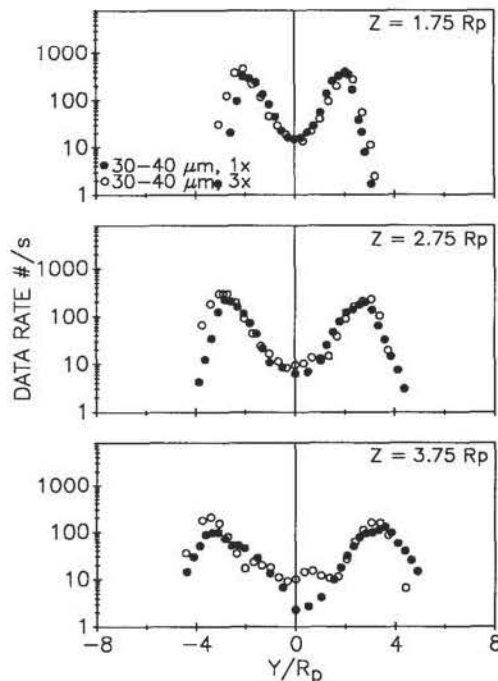 Z = 1.75 Rp
1000
100
10
1
30–40 μm, 1x
30–40 μm, 3x
DATA RATE #/s
Z = 2.75 Rp
1000
100
10
1
Z = 3.75 Rp
1000
100
10
1
−8 −4 0 4 8
Y/Rp